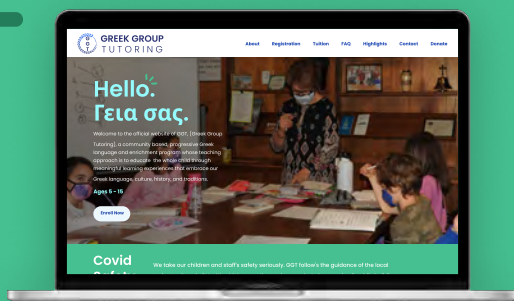 GREEK GROUP
TUTORING
About Registration Tuition FAQ Highlights Contact Donate
Hello.
Γεια σας.
Welcome to the official website of GGT, (Greek Group
Tutoring), a community based, progressive Greek
language and enrichment program whose teaching
approach is to educate the whole child through
meaningful learning experiences that embrace our
Greek language, culture, history, and traditions.
Ages 5 - 15
Enroll Now
Covid
We take our children and staff's safety seriously. GGT follow's the guidance of the local
Safety